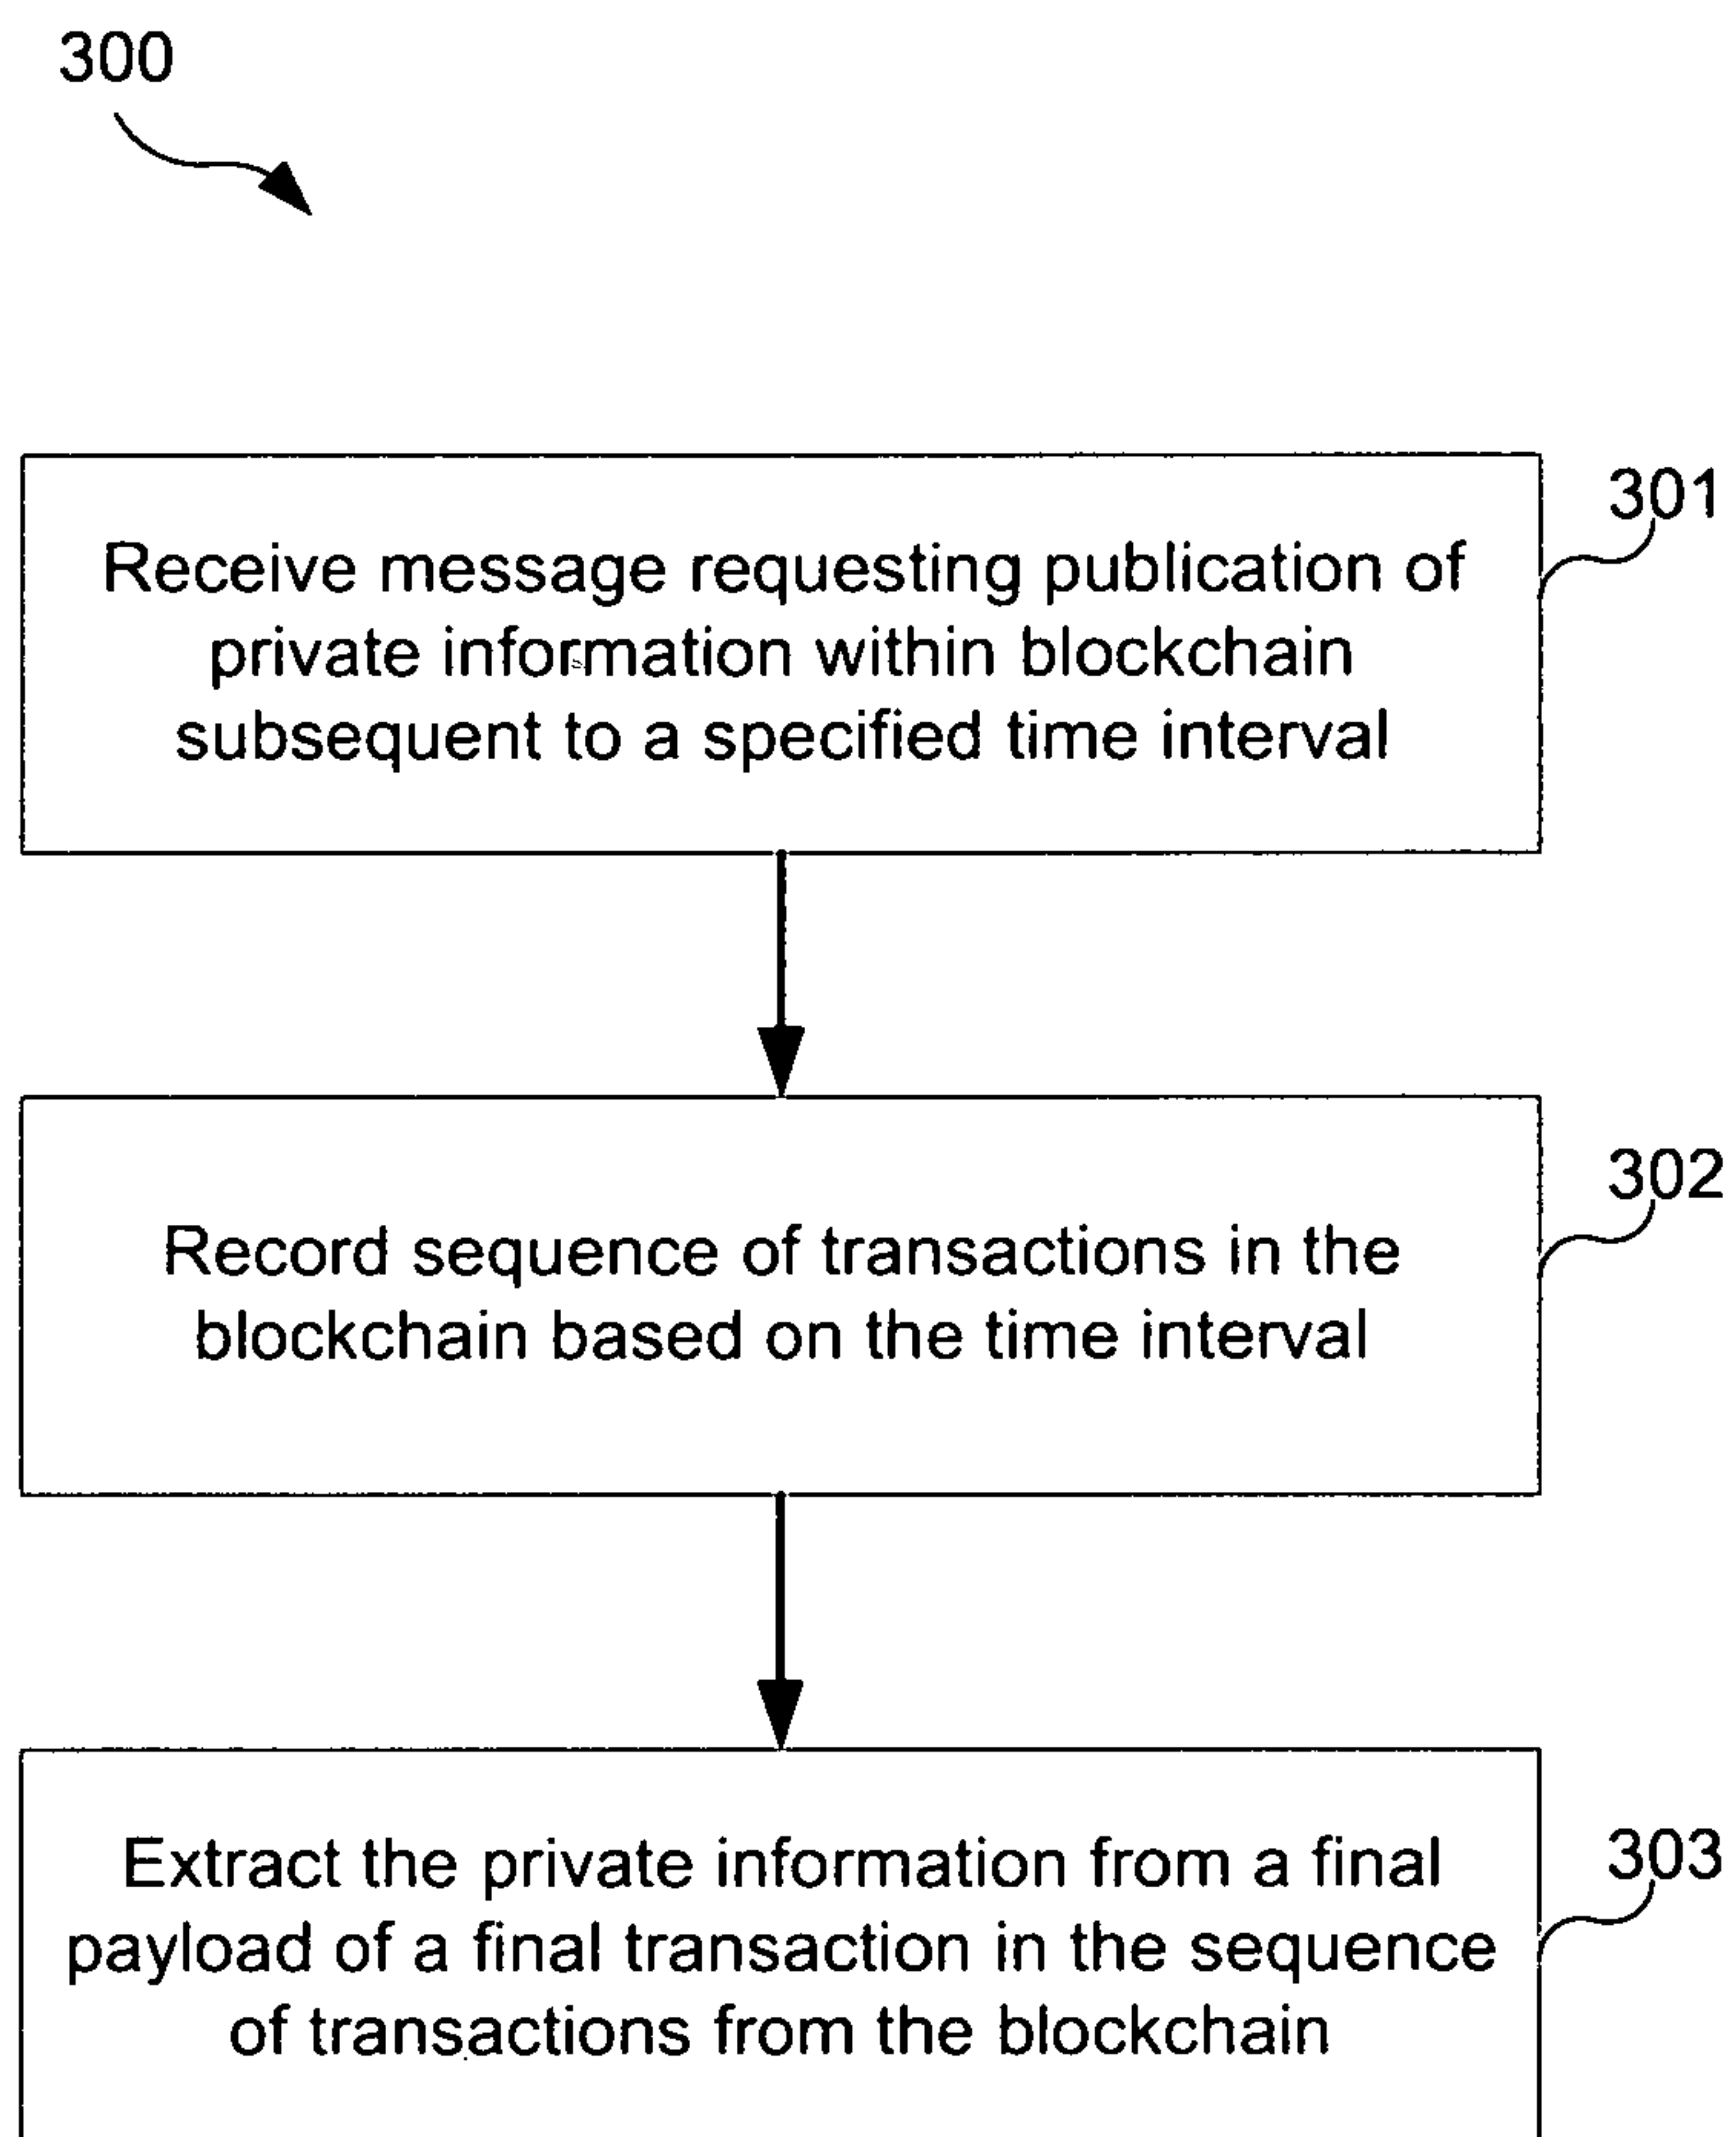 300
301
Receive message requesting publication of
private information within blockchain
subsequent to a specified time interval
302
Record sequence of transactions in the
blockchain based on the time interval
303
Extract the private information from a final
payload of a final transaction in the sequence
of transactions from the blockchain